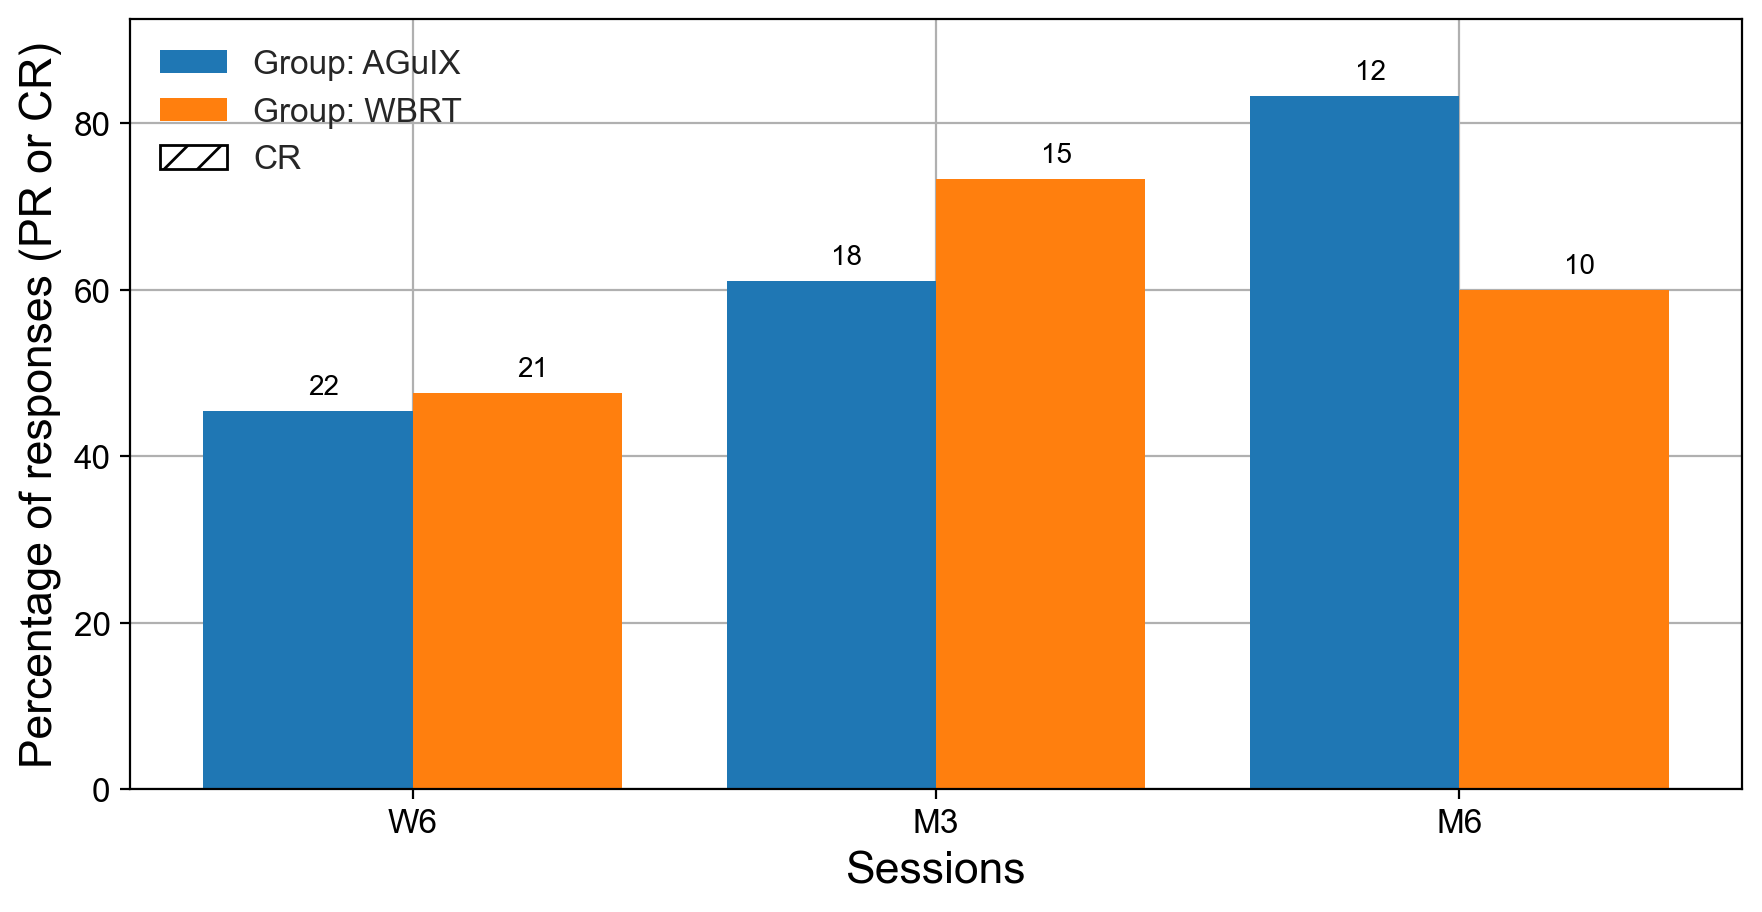 Group: AGuIX
Group: WBRT
CR
Percentage of responses (PR or CR)
80
60
40
20
0
22
21
18
15
12
10
W6
M3
M6
Sessions